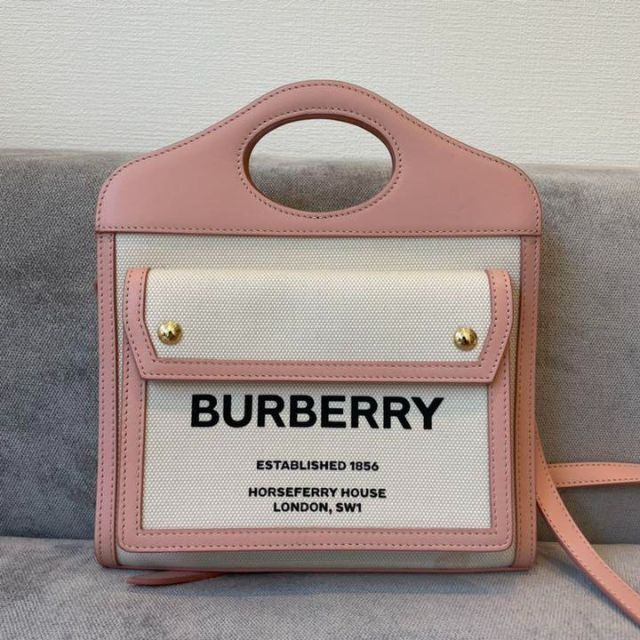 BURBERRY
ESTABLISHED 1856
HORSEFERRY HOUSE
LONDON, SW1